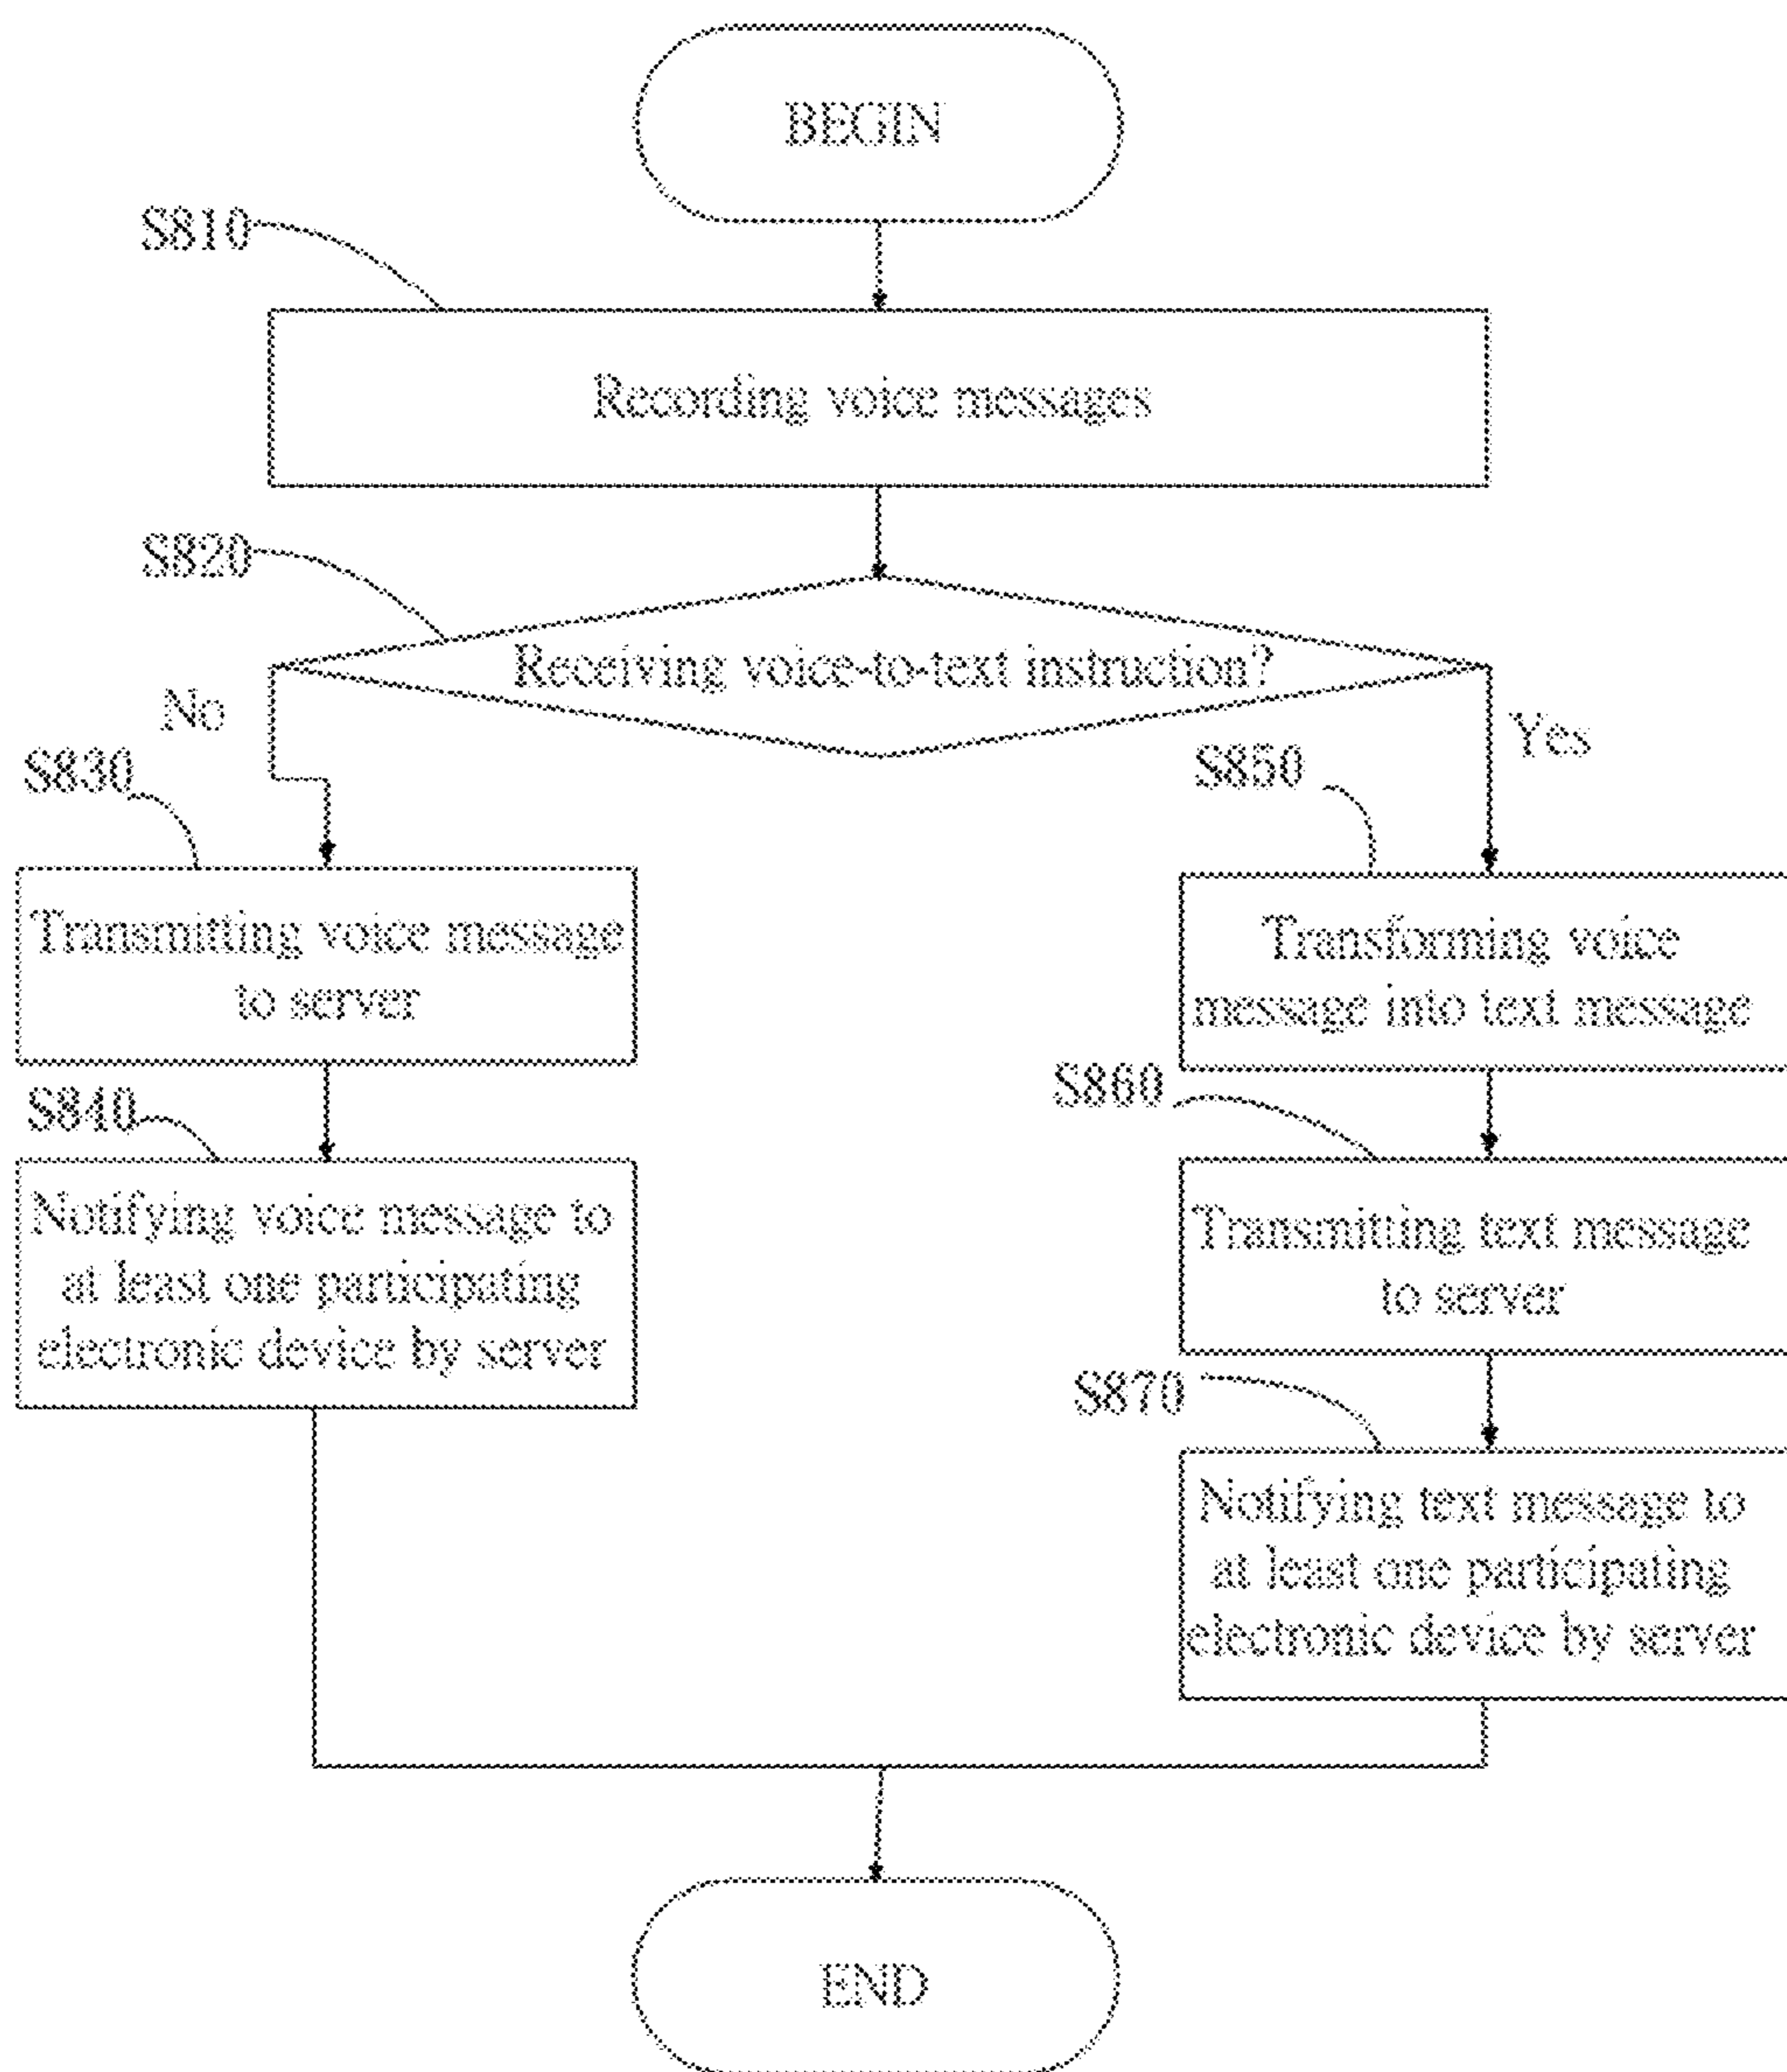 BEGIN
S810
Recording voice messages
S820
Receiving voice-to-text instruction?
No
Yes
S830
Transmitting voice message
to server
S840
Notifying voice message to
at least one participating
electronic device by server
S850
Transforming voice
message into text message
S860
Transmitting text message
to server
S870
Notifying text message to
at least one participating
electronic device by server
END